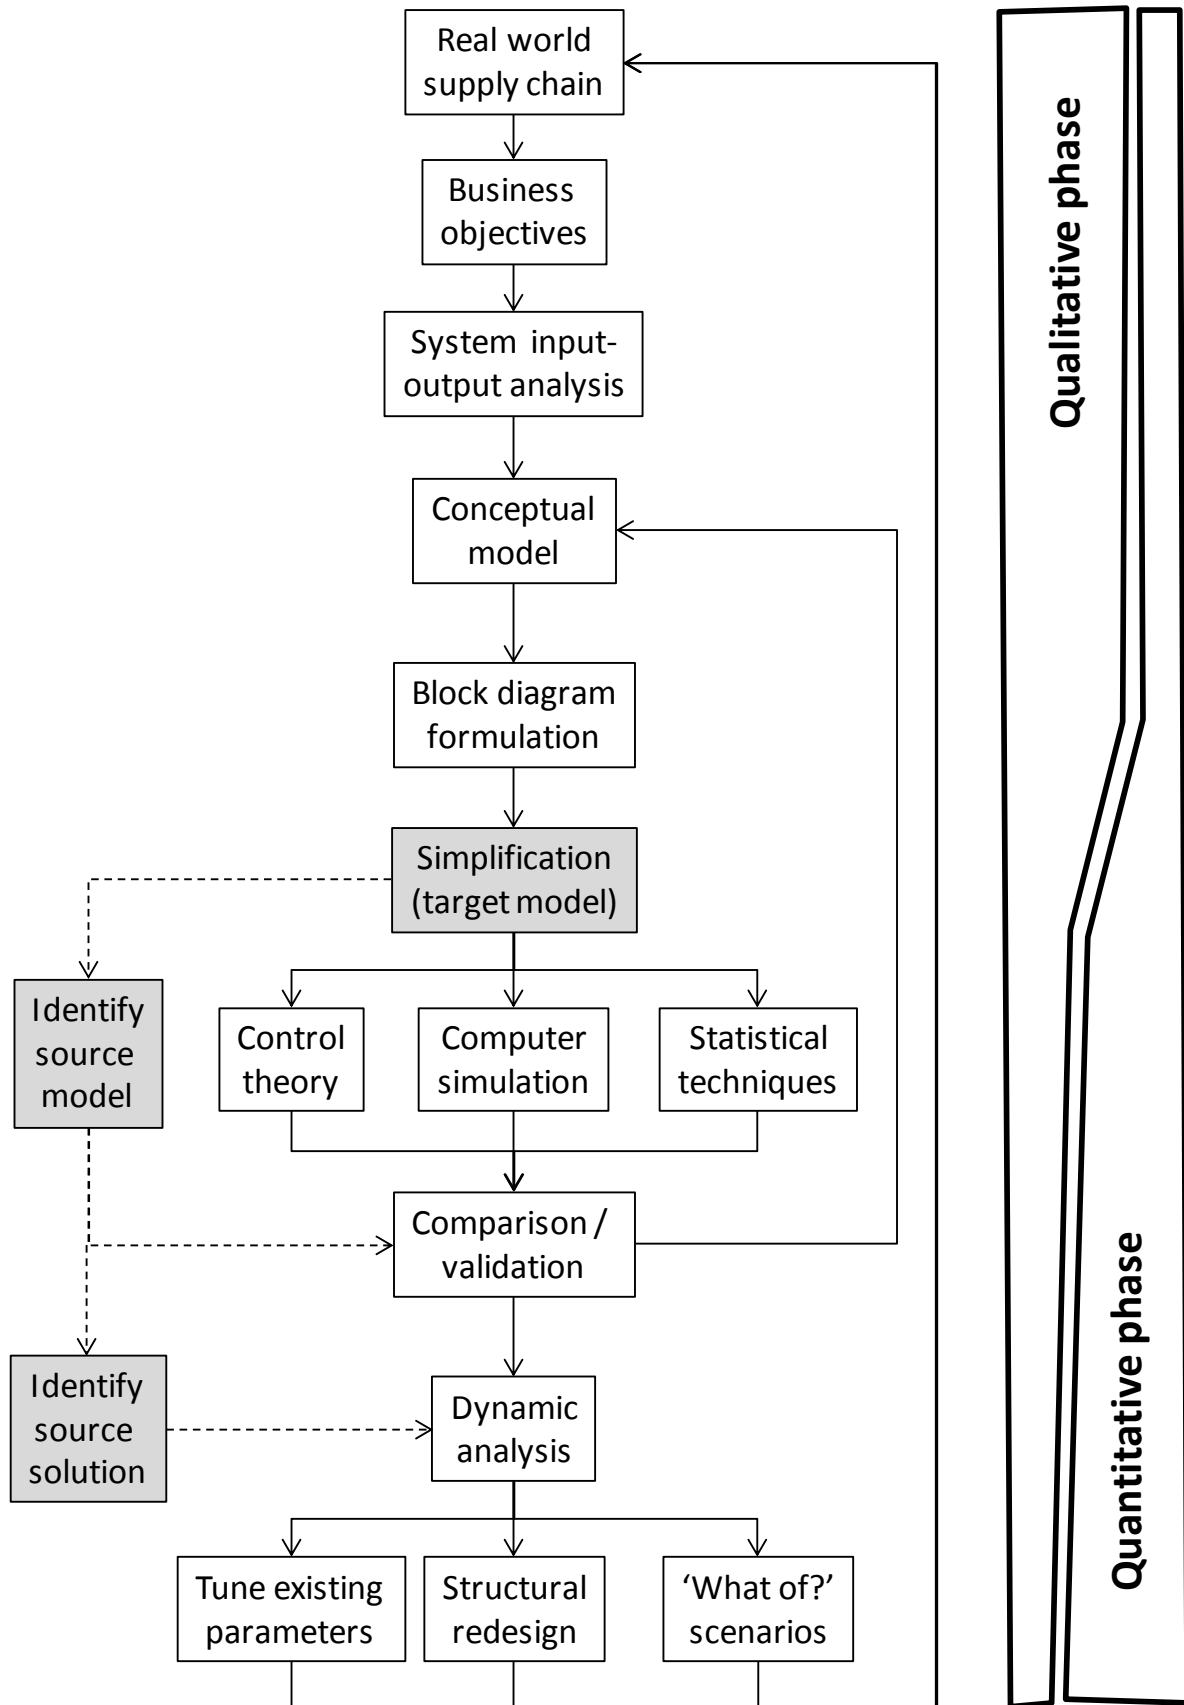 Real world
supply chain
Business
objectives
System input-
output analysis
Conceptual
model
Block diagram
formulation
Simplification
(target model)
Identify
source
model
Control
theory
Computer
simulation
Statistical
techniques
Comparison /
validation
Identify
source
solution
Dynamic
analysis
Tune existing
parameters
Structural
redesign
‘What of?’
scenarios
Qualitative phase
Quantitative phase